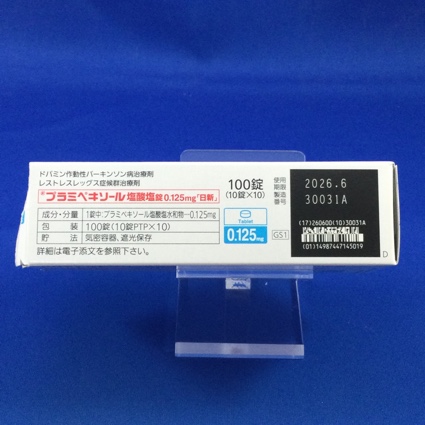 ドパミン作動性パーキンソン病治療剤
レストレスレッグス症候群治療剤
プラミペキソール塩酸塩錠0.125mg「日新」
成分・分量 1錠中:プラミペキソール塩酸塩水和物…0.125mg
包装 100錠(10錠PTP×10)
貯法 気密容器、遮光保存
詳細は電子添文を参照下さい。
100錠
(10錠×10)
Tablet
0.125mg
GS1
使用
期限
製造
番号
2026.6
30031A
(17)260600(10)30031A
(01)14987447145019
D